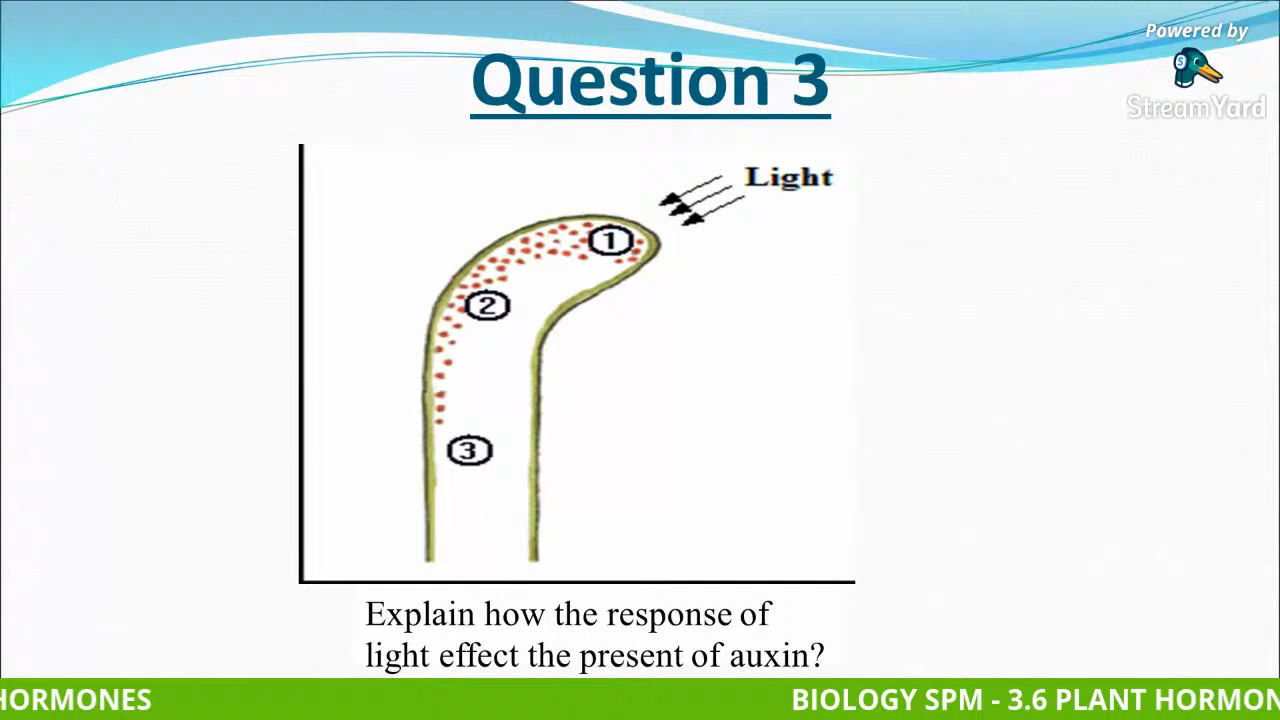 Powered by
StreamYard
Question 3
Light
1
2
3
Explain how the response of
light effect the present of auxin?
HORMONES
BIOLOGY SPM - 3.6 PLANT HORMON